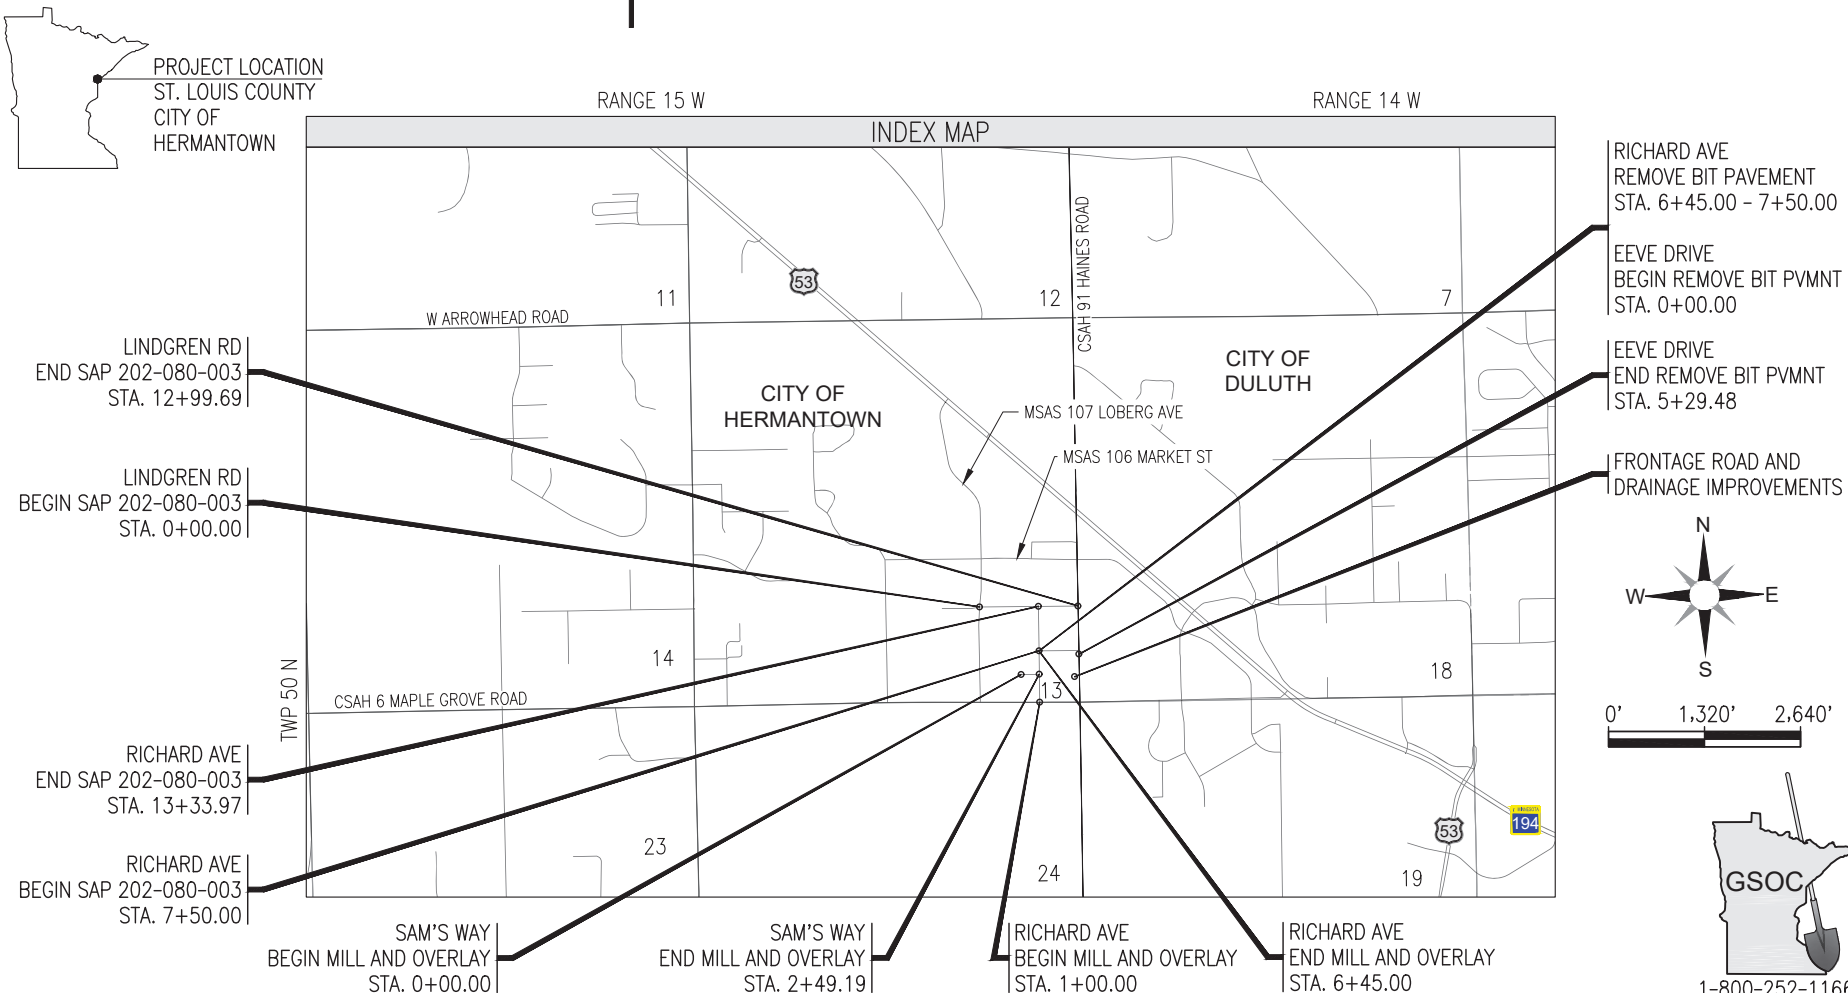 PROJECT LOCATION
ST. LOUIS COUNTY
CITY OF
HERMANTOWN
RANGE 15 W
RANGE 14 W
INDEX MAP
RICHARD AVE
REMOVE BIT PAVEMENT
STA. 6+45.00 - 7+50.00
EEVE DRIVE
BEGIN REMOVE BIT PVMNT
STA. 0+00.00
EEVE DRIVE
END REMOVE BIT PVMNT
STA. 5+29.48
FRONTAGE ROAD AND
DRAINAGE IMPROVEMENTS
LINDGREN RD
END SAP 202-080-003
STA. 12+99.69
LINDGREN RD
BEGIN SAP 202-080-003
STA. 0+00.00
RICHARD AVE
END SAP 202-080-003
STA. 13+33.97
RICHARD AVE
BEGIN SAP 202-080-003
STA. 7+50.00
TWP 50 N
11
12
7
53
W ARROWHEAD ROAD
CSAH 91 HAINES ROAD
CITY OF
HERMANTOWN
CITY OF
DULUTH
MSAS 107 LOBERG AVE
MSAS 106 MARKET ST
14
13
18
CSAH 6 MAPLE GROVE ROAD
23
24
19
53
MINNESOTA
194
N
W
E
S
0'
1,320'
2,640'
SAM'S WAY
BEGIN MILL AND OVERLAY
STA. 0+00.00
SAM'S WAY
END MILL AND OVERLAY
STA. 2+49.19
RICHARD AVE
BEGIN MILL AND OVERLAY
STA. 1+00.00
RICHARD AVE
END MILL AND OVERLAY
STA. 6+45.00
GSOC
1-800-252-1166